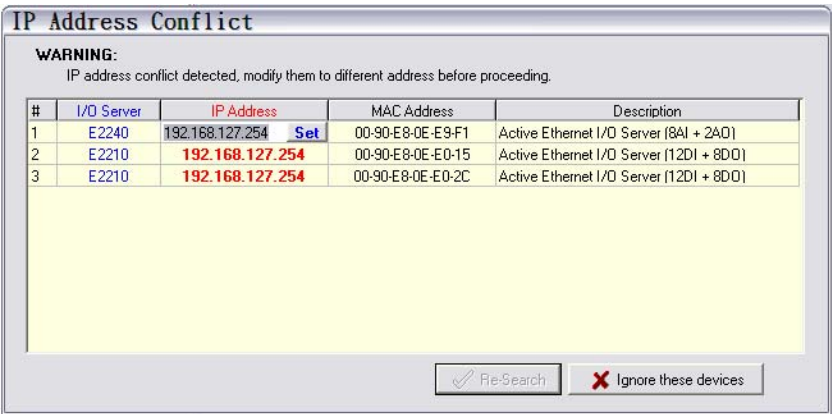 IP Address Conflict
WARNING:
IP address conflict detected, modify them to different address before proceeding.
# I/O Server IP Address MAC Address Description
1 E2240 192.168.127.254 Set 00-90-E8-0E-E9-F1 Active Ethernet I/O Server (8AI + 2AO)
2 E2210 192.168.127.254 00-90-E8-0E-E0-15 Active Ethernet I/O Server (12DI + 8DO)
3 E2210 192.168.127.254 00-90-E8-0E-E0-2C Active Ethernet I/O Server (12DI + 8DO)
Re-Search Ignore these devices